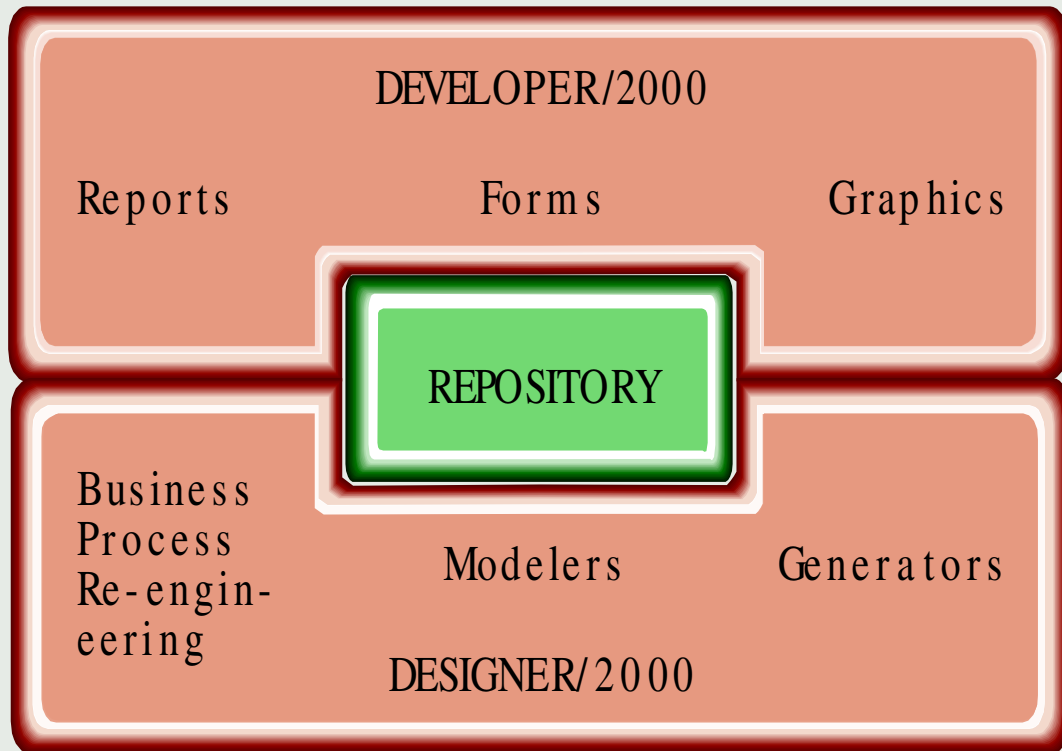 DEVELOPER/2000
Reports Forms Graphics
REPOSITORY
Business
Process
Re-engin-
eering
Modelers
Generators
DESIGNER/2000